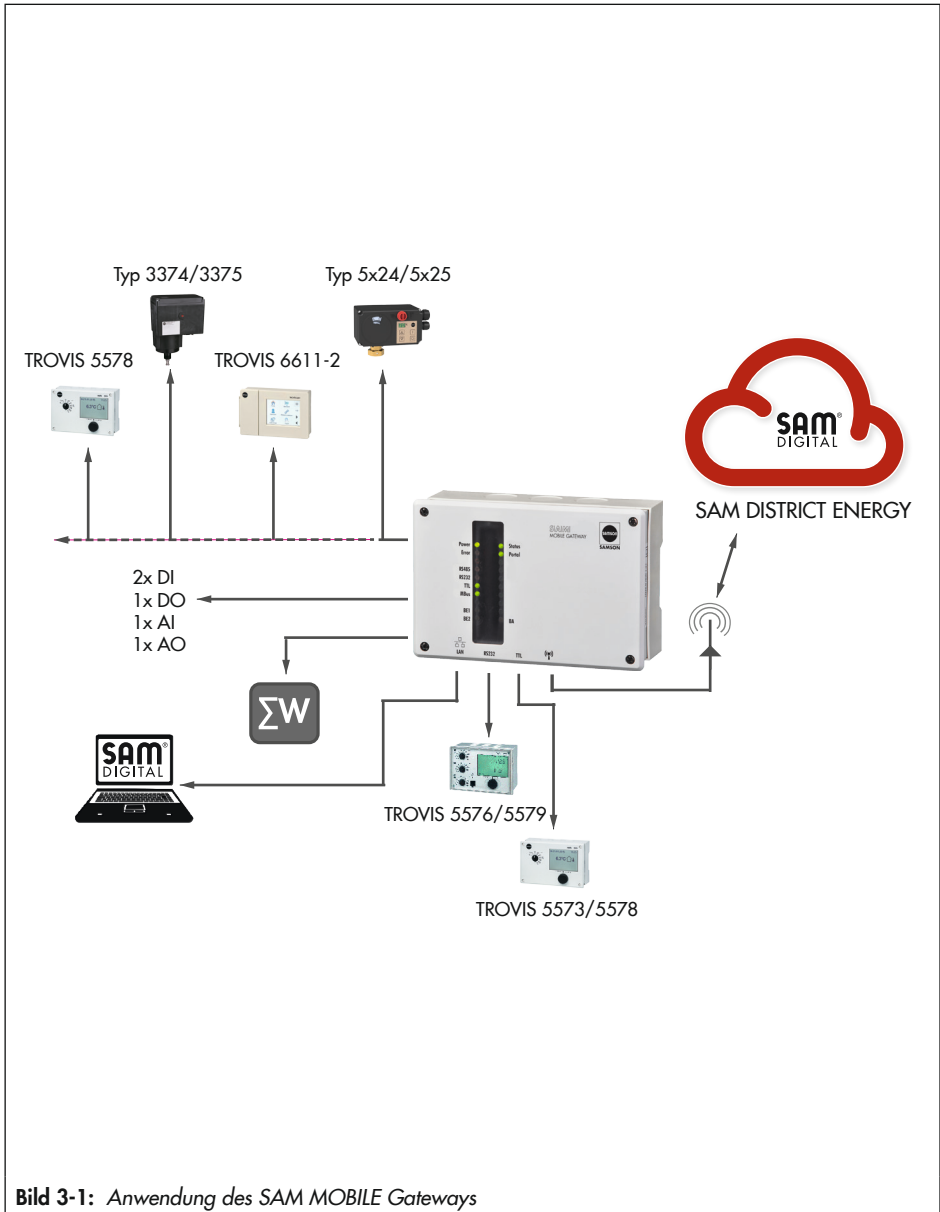 Typ 3374/3375
Typ 5x24/5x25
TROVIS 5578
TROVIS 6611-2
SAM®
DIGITAL
SAM DISTRICT ENERGY
MOBILE GATEWAY
SAMSON
Power
Status
Error
Portal
RS485
RS232
TTL
MBus
BE1
BE2
BA
LAN
RS232
TTL
2x DI
1x DO
1x AI
1x AO
ΣW
SAM®
DIGITAL
TROVIS 5576/5579
TROVIS 5573/5578
Bild 3-1: Anwendung des SAM MOBILE Gateways